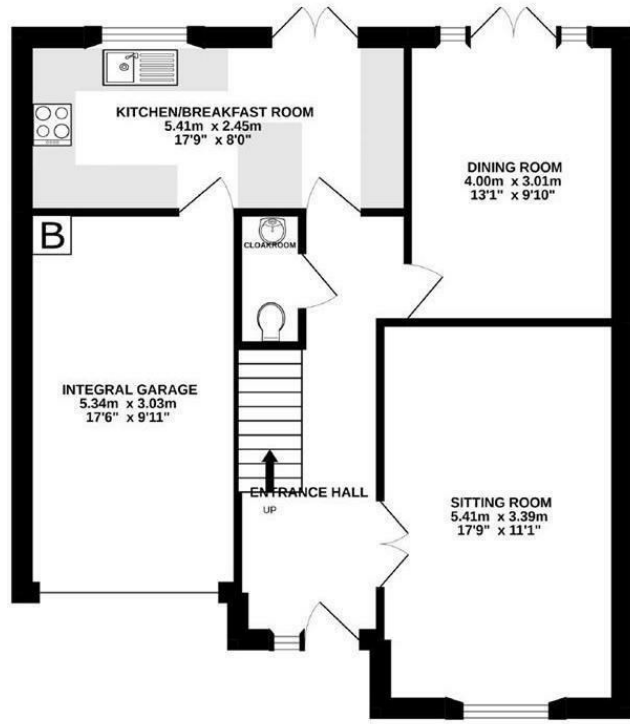 KITCHEN/BREAKFAST ROOM
5.41m x 2.45m
17'9" x 8'0"
DINING ROOM
4.00m x 3.01m
13'1" x 9'10"
B
CLOAKROOM
INTEGRAL GARAGE
5.34m x 3.03m
17'6" x 9'11"
ENTRANCE HALL
UP
SITTING ROOM
5.41m x 3.39m
17'9" x 11'1"